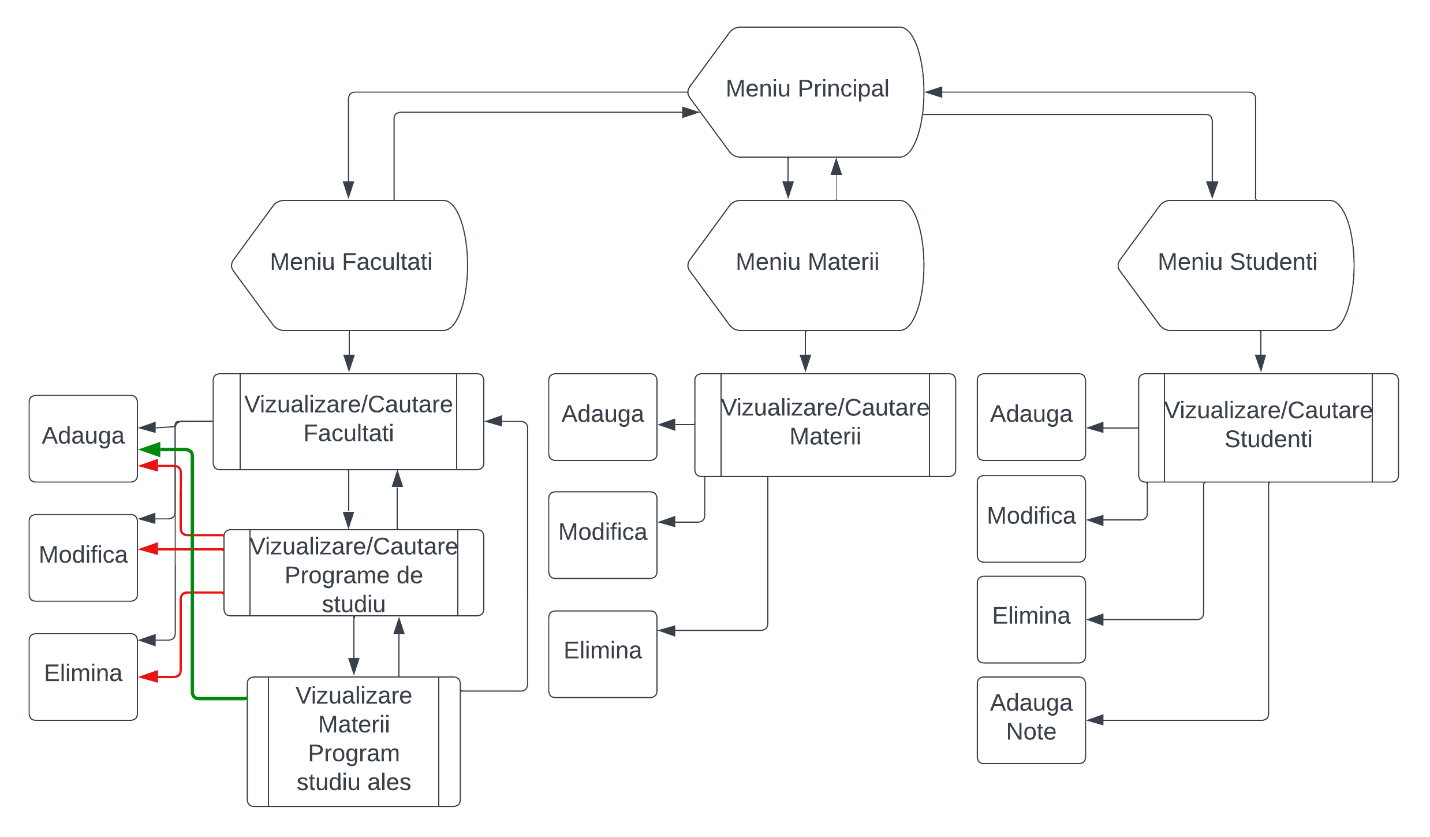 Meniu Principal
Meniu Facultati
Meniu Materii
Meniu Studenti
Vizualizare/Cautare
Facultati
Adauga
Modifica
Elimina
Vizualizare/Cautare
Programe de
studiu
Vizualizare
Materii
Program
studiu ales
Vizualizare/Cautare
Materii
Adauga
Modifica
Elimina
Vizualizare/Cautare
Studenti
Adauga
Modifica
Elimina
Adauga
Note